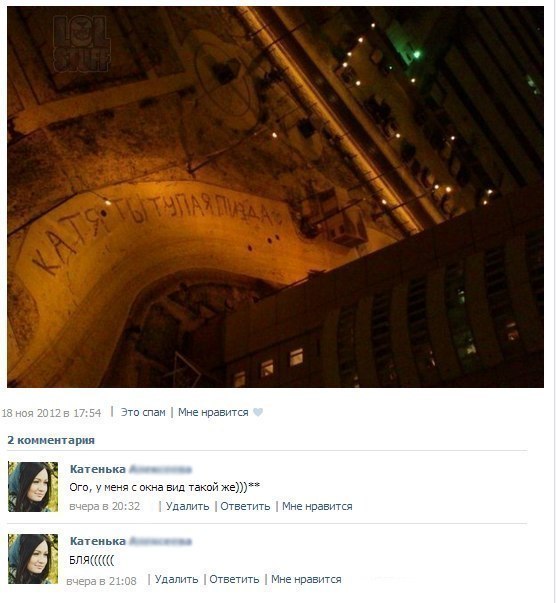 LOL
STUFF
КАТЯ ТЫ ТУПАЯ ПИЗДА
18 ноя 2012 в 17:54 | Это спам | Мне нравится
2 комментария
Катенька
Ого, у меня с окна вид такой же)))**
вчера в 20:32 | Удалить | Ответить | Мне нравится
Катенька
БЛЯ((((((
вчера в 21:08 | Удалить | Ответить | Мне нравится